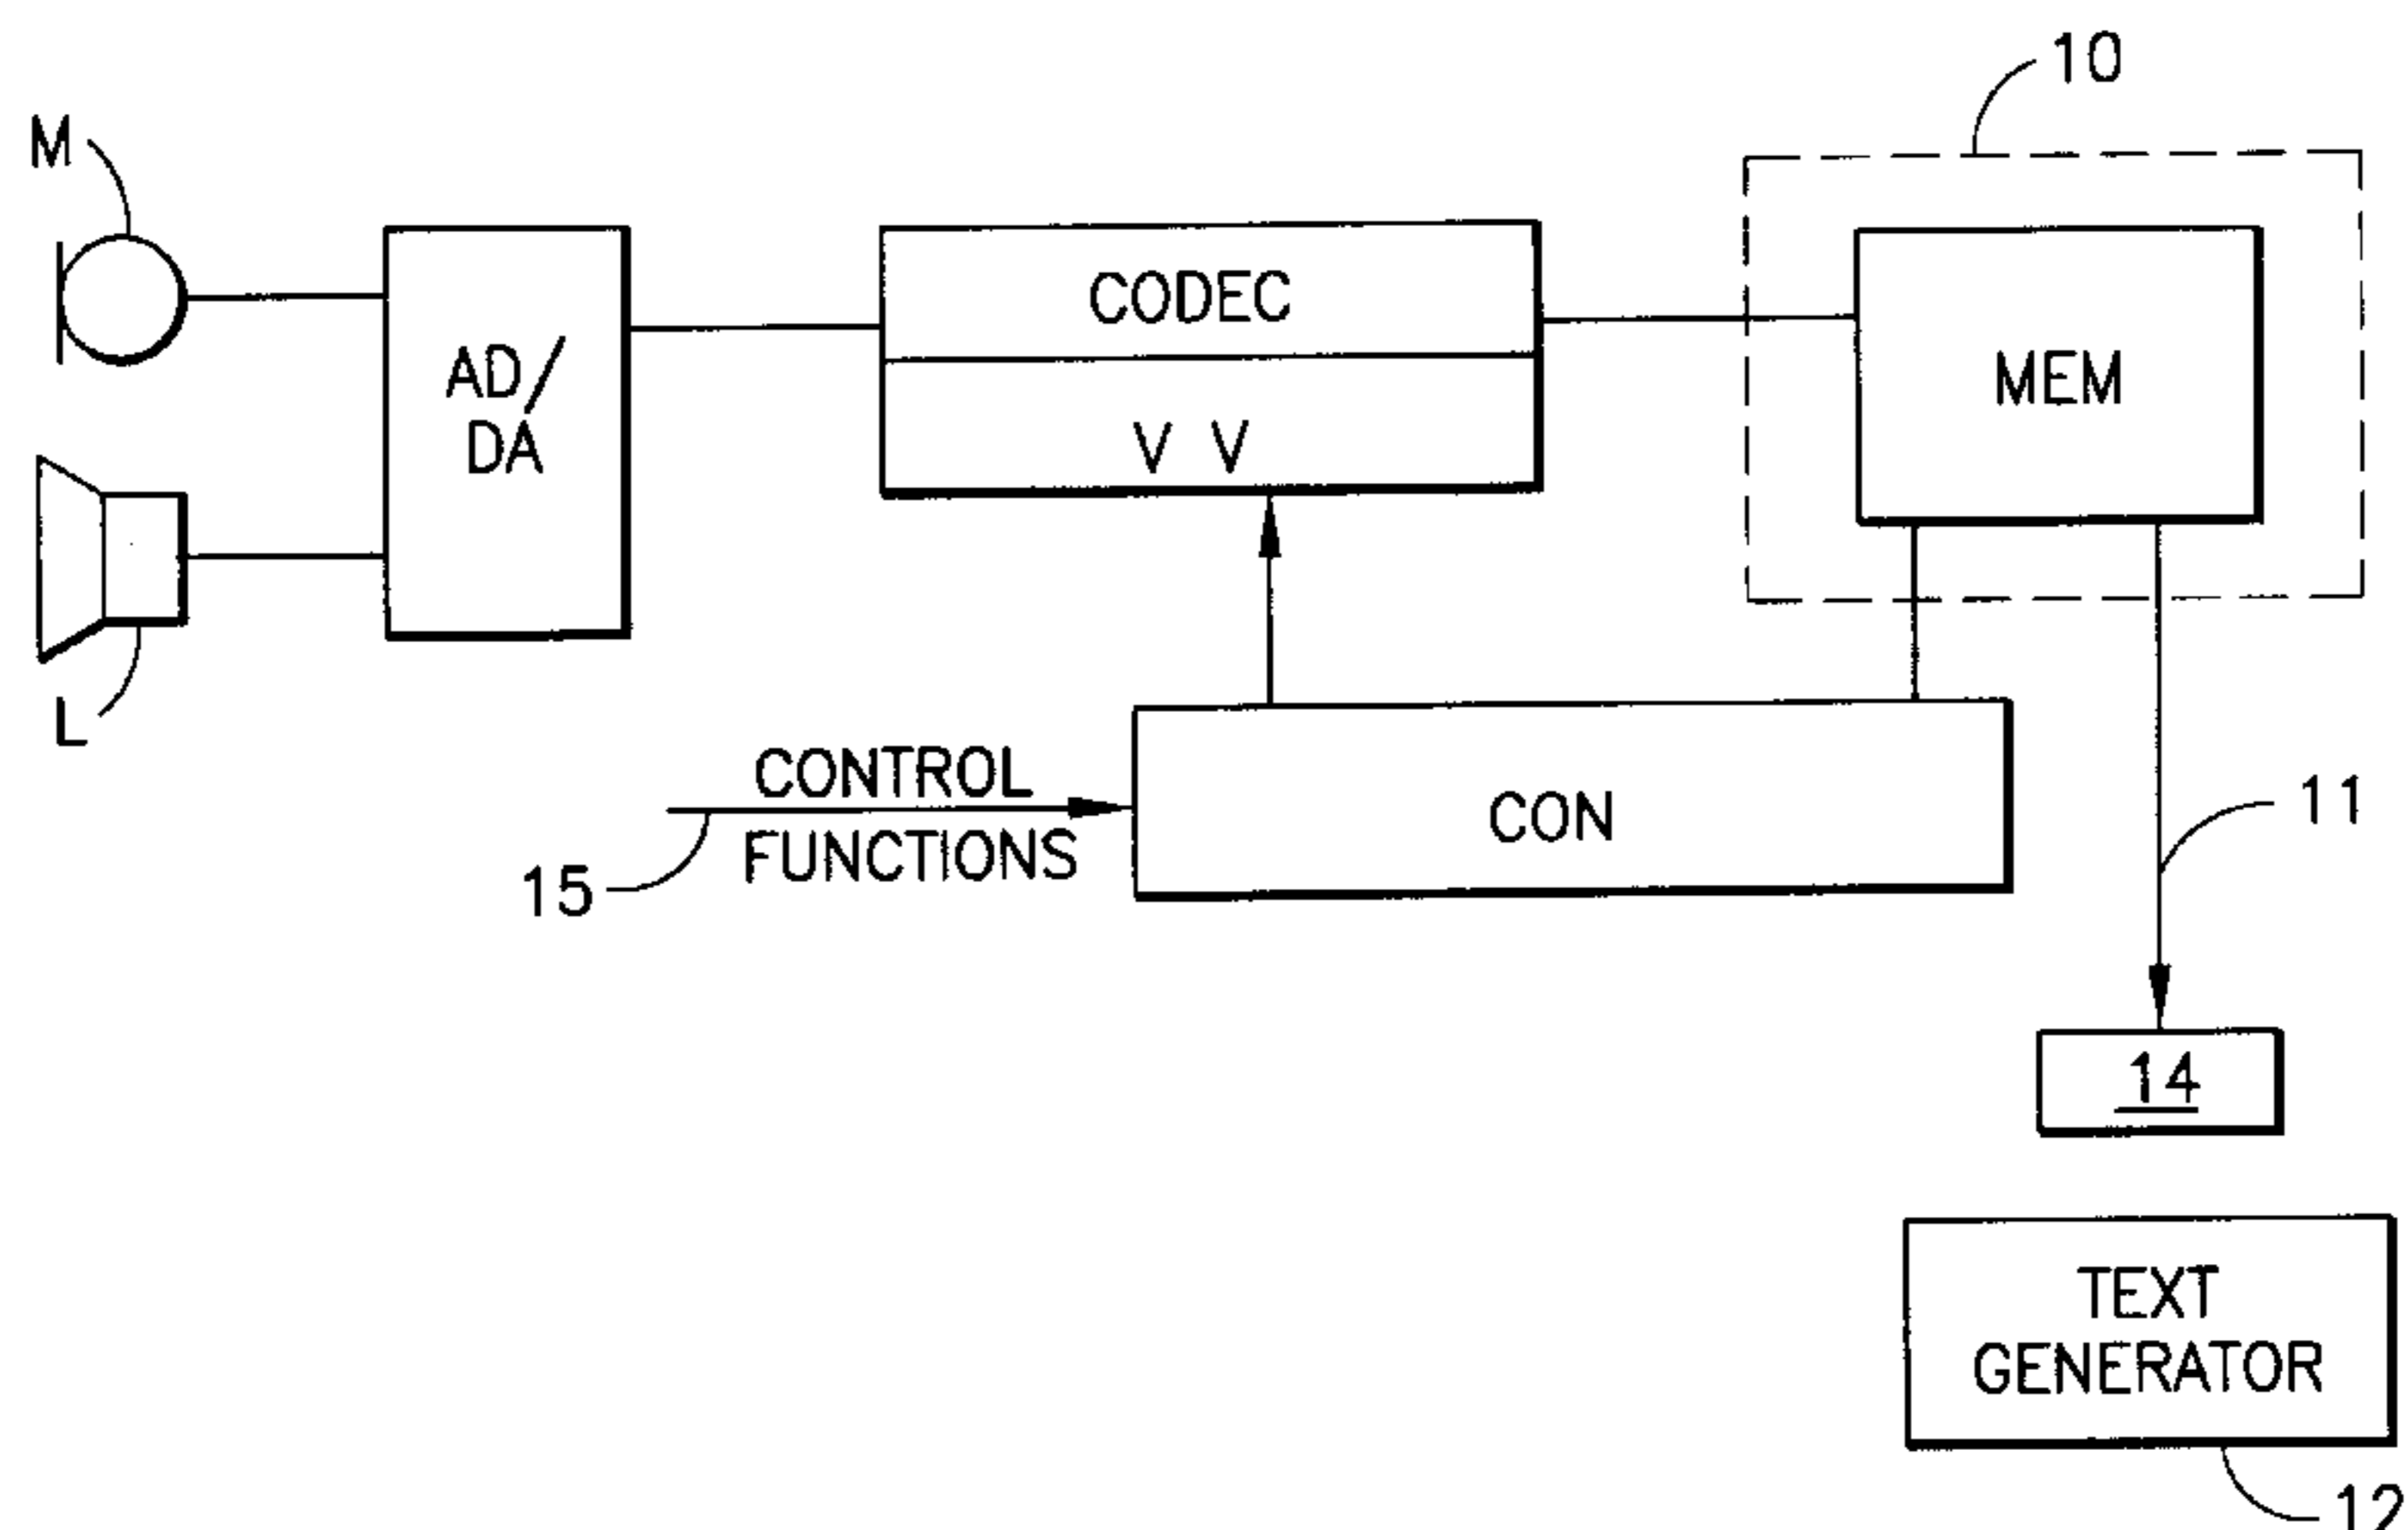 10
M
CODEC
AD/
DA
MEM
V V
L
CONTROL
FUNCTIONS
15
CON
11
14
TEXT
GENERATOR
12